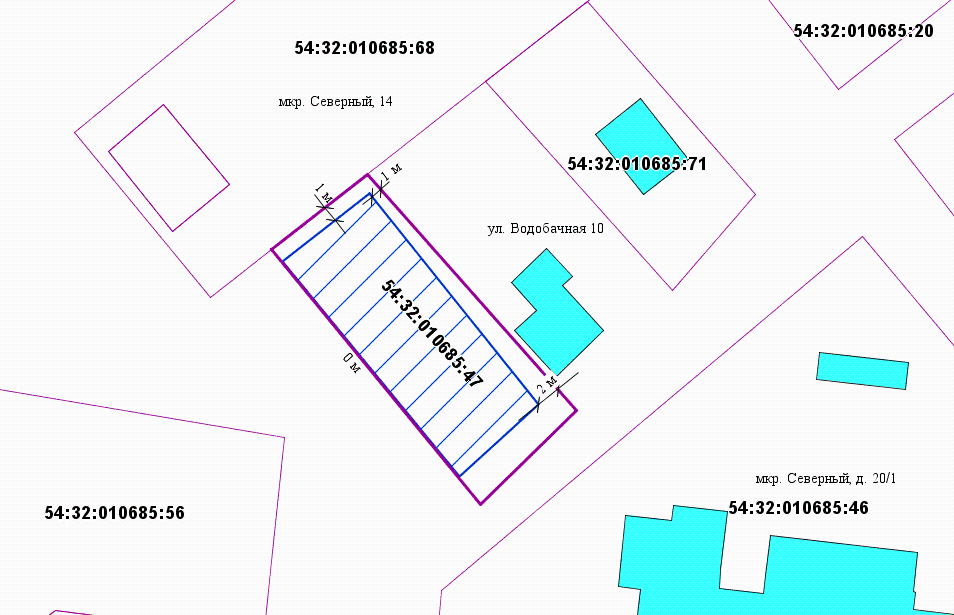 54:32:010685:20
54:32:010685:68
мкр. Северный, 14
54:32:010685:71
1 м
1 м
ул. Водобачная 10
54:32:010685:47
0 м
2 м
мкр. Северный, д. 20/1
54:32:010685:46
54:32:010685:56